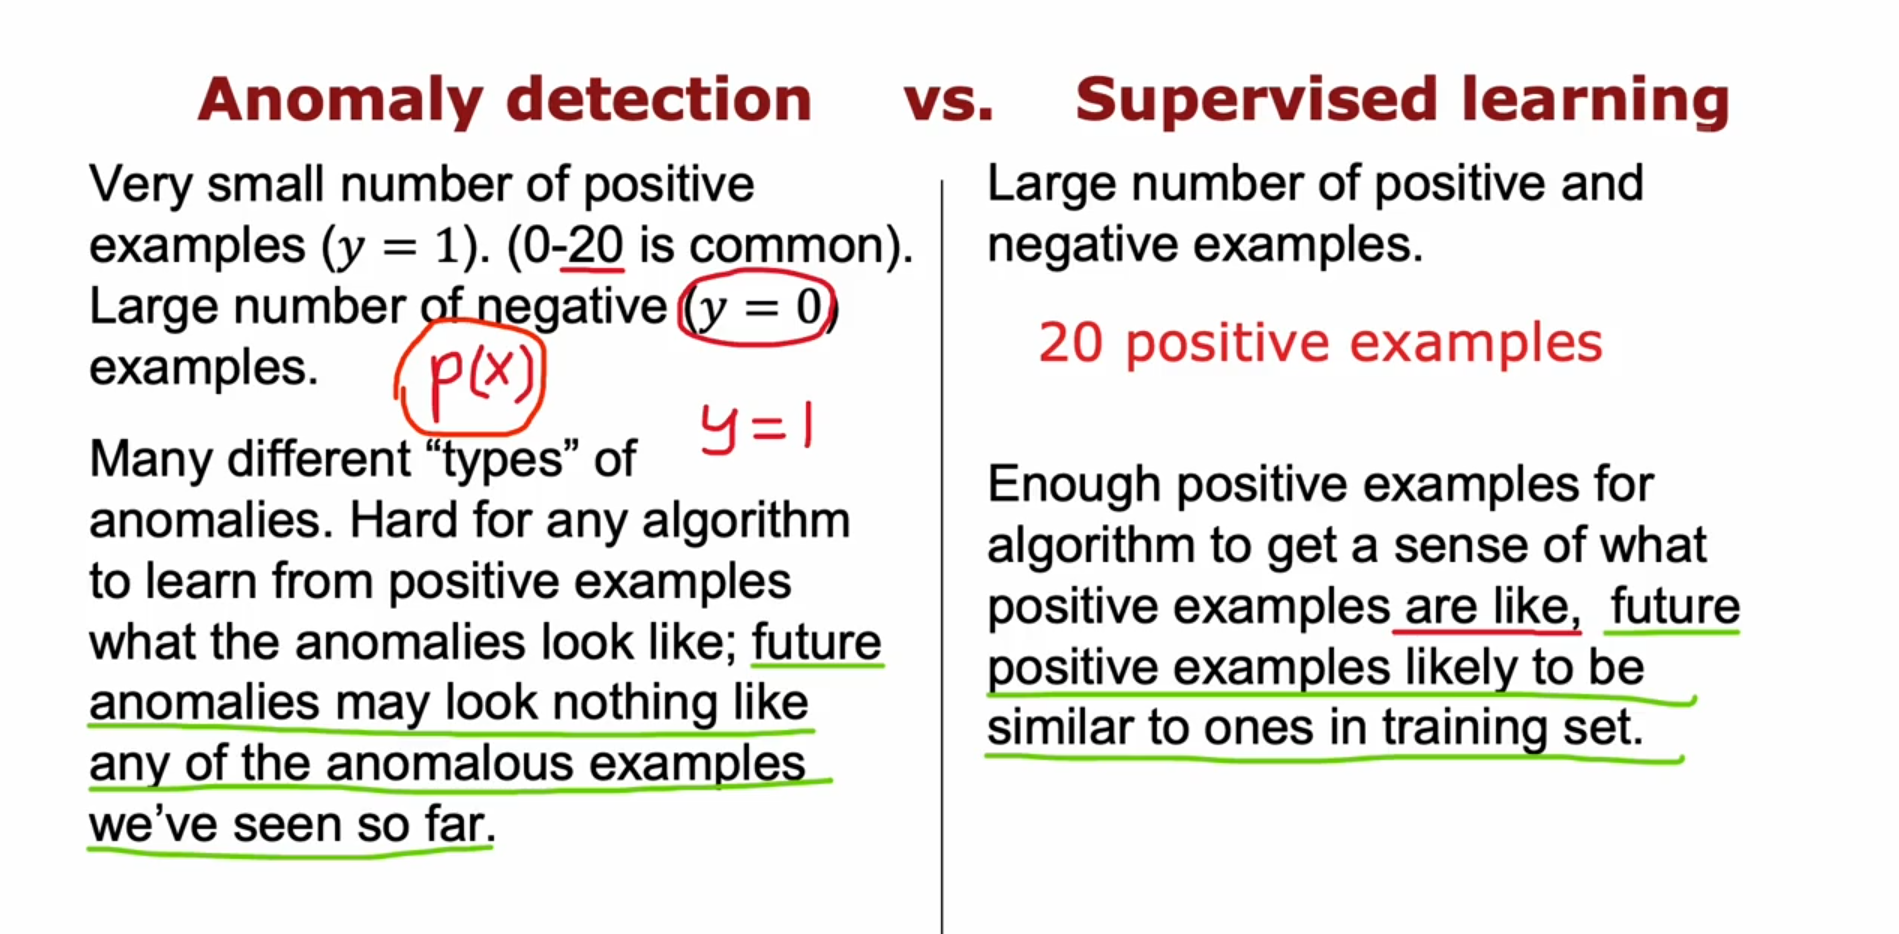 Anomaly detection vs. Supervised learning
Very small number of positive
examples (y = 1). (0-20 is common).
Large number of negative (y = 0)
examples.
p(x)
y=1
Many different “types” of
anomalies. Hard for any algorithm
to learn from positive examples
what the anomalies look like; future
anomalies may look nothing like
any of the anomalous examples
we’ve seen so far.
Large number of positive and
negative examples.
20 positive examples
Enough positive examples for
algorithm to get a sense of what
positive examples are like, future
positive examples likely to be
similar to ones in training set.